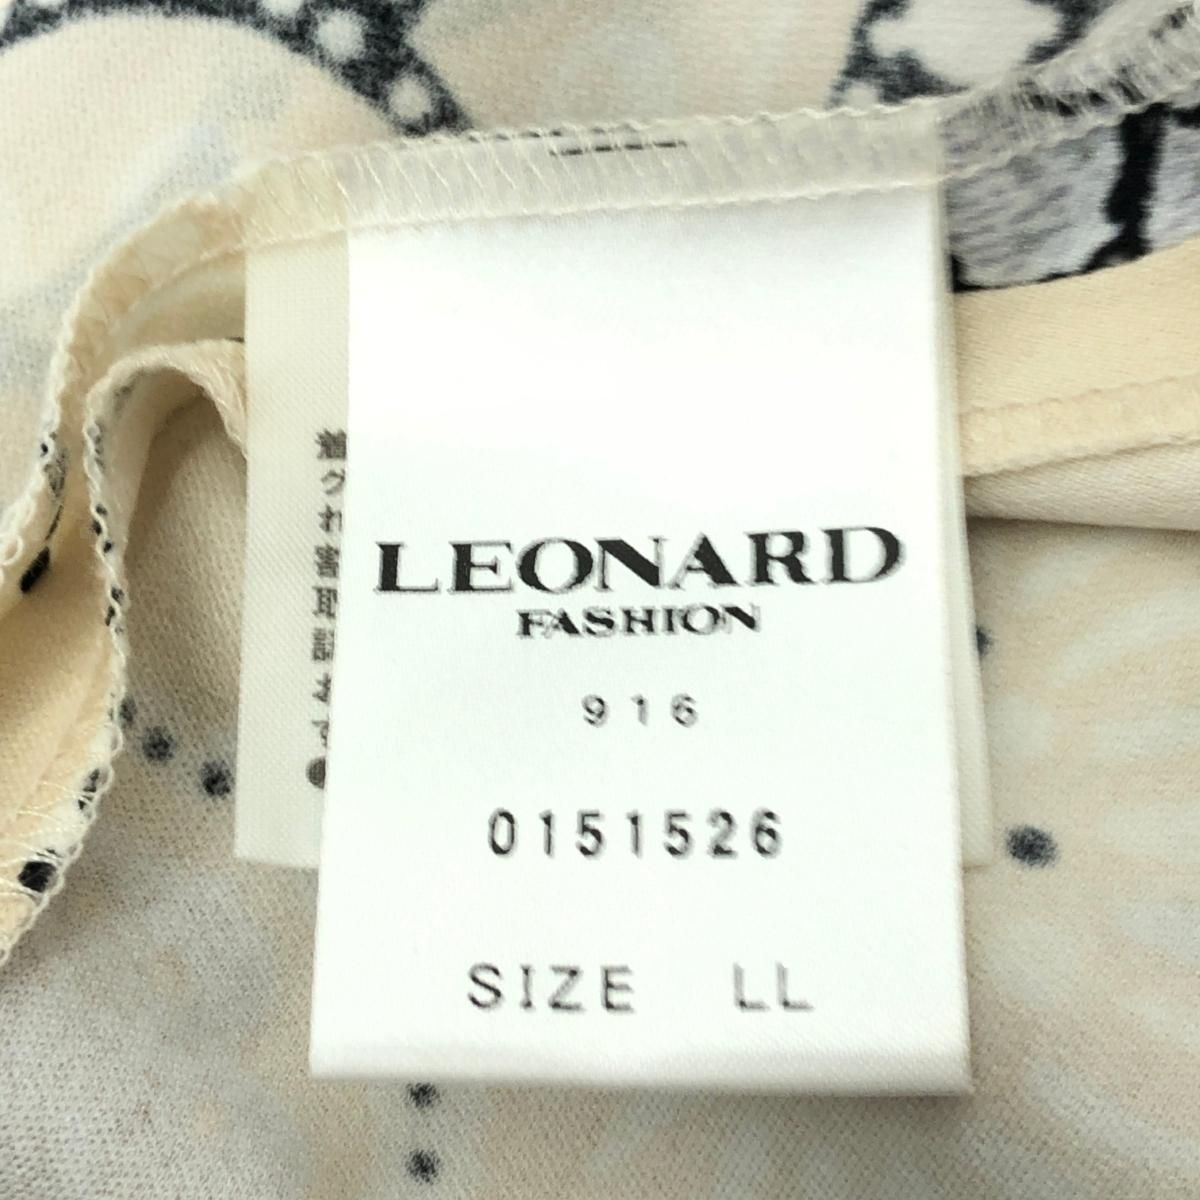 LEONARD
FASHION
916
0151526
SIZE LL